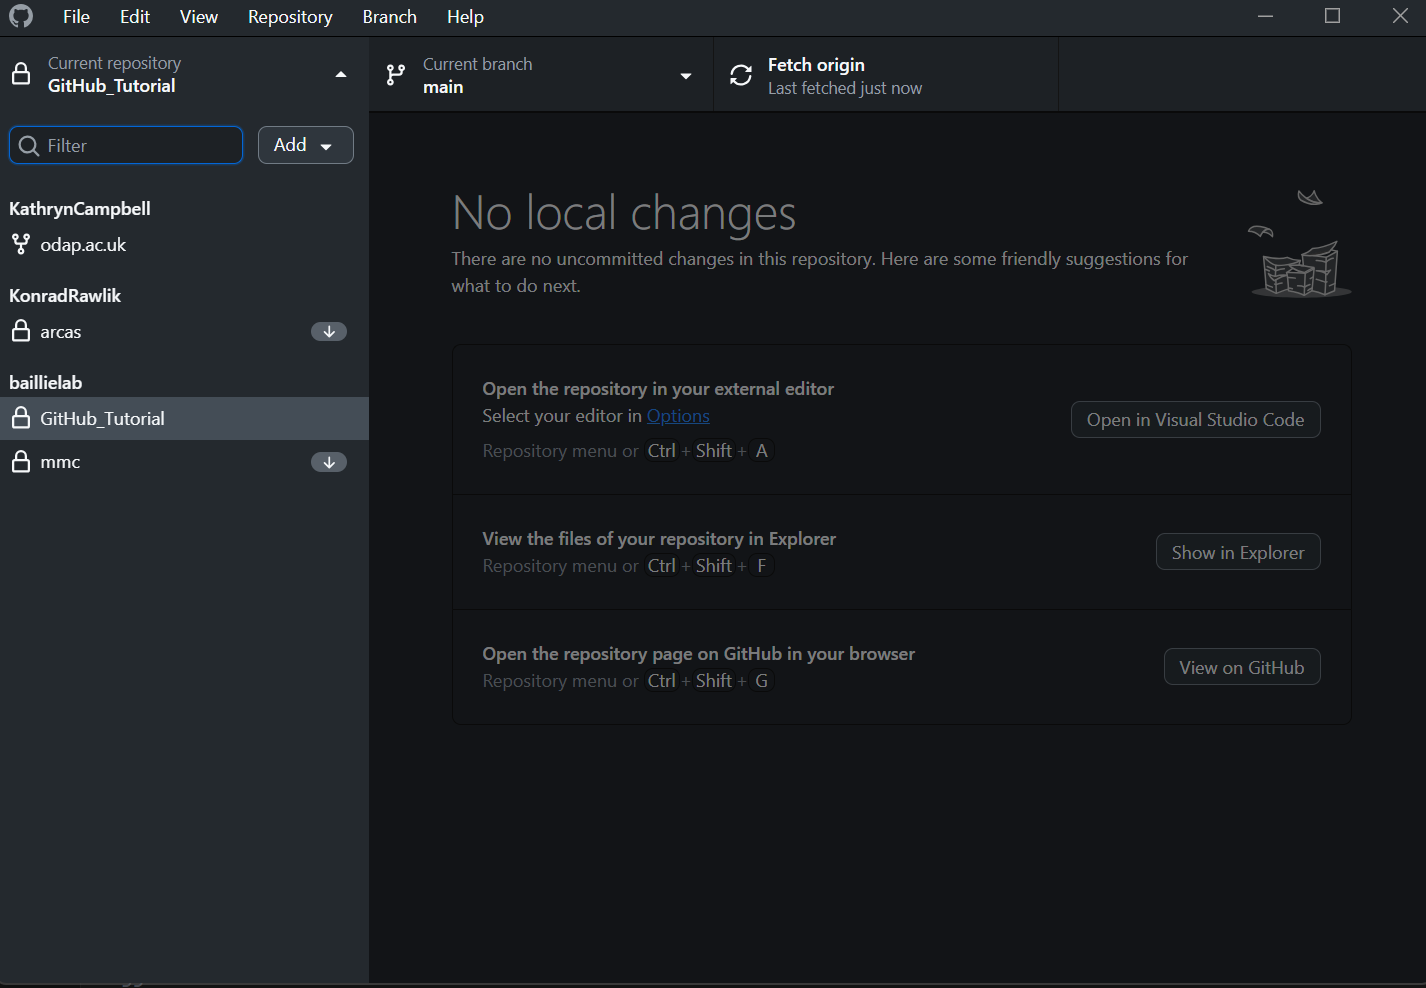 File Edit View Repository Branch Help
Current repository
GitHub_Tutorial
Current branch
main
Fetch origin
Last fetched just now
Filter
Add
KathrynCampbell
odap.ac.uk
KonradRawlik
arcas
baillielab
GitHub_Tutorial
mmc
No local changes
There are no uncommitted changes in this repository. Here are some friendly suggestions for
what to do next.
Open the repository in your external editor
Select your editor in Options
Repository menu or Ctrl + Shift + A
Open in Visual Studio Code
View the files of your repository in Explorer
Repository menu or Ctrl + Shift + F
Show in Explorer
Open the repository page on GitHub in your browser
Repository menu or Ctrl + Shift + G
View on GitHub